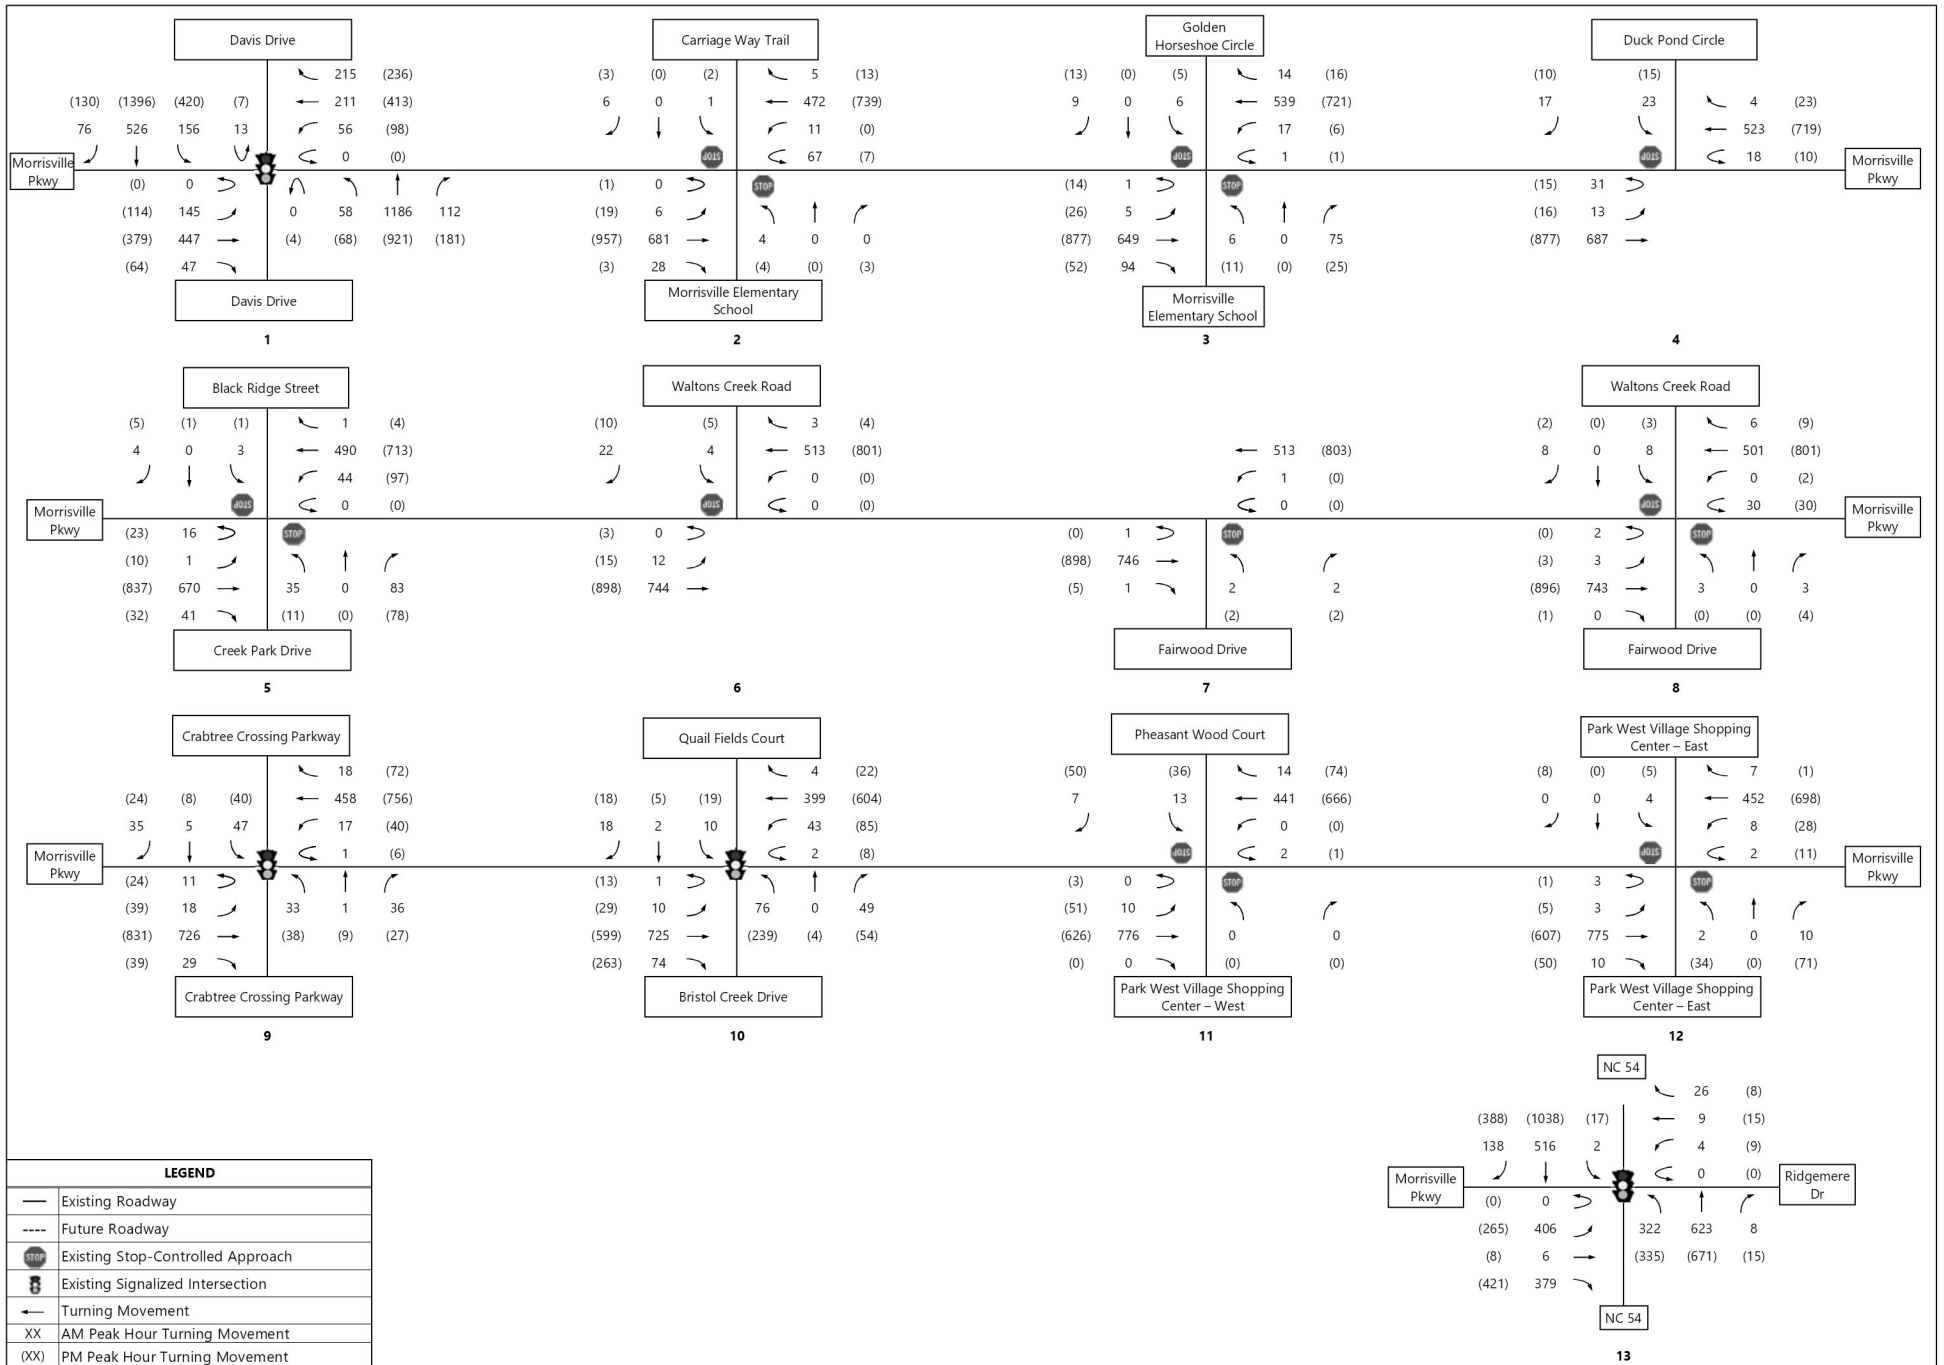 Davis Drive
215 (236)
(130) (1396) (420) (7) 211 (413)
76 526 156 13 56 (98)
0 (0)
Morrisville
Pkwy
(0) 0
(114) 145 0 58 1186 112
(379) 447 (4) (68) (921) (181)
(64) 47
Davis Drive
1
Carriage Way Trail
(3) (0) (2) 5 (13)
6 0 1 472 (739)
11 (0)
STOP 67 (7)
(1) 0 STOP
(19) 6
(957) 681 4 0 0
(3) 28 (4) (0) (3)
Morrisville Elementary
School
2
Golden
Horseshoe Circle
(13) (0) (5) 14 (16)
9 0 6 539 (721)
17 (6)
STOP 1 (1)
(14) 1 STOP
(26) 5
(877) 649 6 0 75
(52) 94 (11) (0) (25)
Morrisville
Elementary School
3
Duck Pond Circle
(10) (15) 4 (23)
17 23 523 (719)
STOP 18 (10)
Morrisville
Pkwy
(15) 31
(16) 13
(877) 687
4
Black Ridge Street
(5) (1) (1) 1 (4)
4 0 3 490 (713)
44 (97)
STOP 0 (0)
Morrisville
Pkwy
(23) 16 STOP
(10) 1
(837) 670 35 0 83
(32) 41 (11) (0) (78)
Creek Park Drive
5
Waltons Creek Road
(10) (5) 3 (4)
22 4 513 (801)
0 (0)
STOP 0 (0)
(3) 0
(15) 12
(898) 744
6
513 (803)
1 (0)
0 (0)
(0) 1 STOP
(898) 746
(5) 1 2 2
(2) (2)
Fairwood Drive
7
Waltons Creek Road
(2) (0) (3) 6 (9)
8 0 8 501 (801)
0 (2)
STOP 30 (30)
Morrisville
Pkwy
(0) 2 STOP
(3) 3
(896) 743 3 0 3
(1) 0 (0) (0) (4)
Fairwood Drive
8
Crabtree Crossing Parkway
18 (72)
(24) (8) (40) 458 (756)
35 5 47 17 (40)
1 (6)
Morrisville
Pkwy
(24) 11
(39) 18 33 1 36
(831) 726 (38) (9) (27)
(39) 29
Crabtree Crossing Parkway
9
Quail Fields Court
4 (22)
(18) (5) (19) 399 (604)
18 2 10 43 (85)
2 (8)
(13) 1
(29) 10 76 0 49
(599) 725 (239) (4) (54)
(263) 74
Bristol Creek Drive
10
Pheasant Wood Court
(50) (36) 14 (74)
7 13 441 (666)
0 (0)
STOP 2 (1)
(3) 0 STOP
(51) 10
(626) 776 0 0
(0) 0 (0) (0)
Park West Village Shopping
Center – West
11
Park West Village Shopping
Center – East
(8) (0) (5) 7 (1)
0 0 4 452 (698)
8 (28)
STOP 2 (11)
Morrisville
Pkwy
(1) 3 STOP
(5) 3
(607) 775 2 0 10
(50) 10 (34) (0) (71)
Park West Village Shopping
Center – East
12
NC 54
26 (8)
(388) (1038) (17) 9 (15)
138 516 2 4 (9)
0 (0)
Morrisville
Pkwy
Ridgemere
Dr
(0) 0
(265) 406 322 623 8
(8) 6 (335) (671) (15)
(421) 379
NC 54
13
LEGEND
Existing Roadway
Future Roadway
STOP Existing Stop-Controlled Approach
Existing Signalized Intersection
Turning Movement
XX AM Peak Hour Turning Movement
(XX) PM Peak Hour Turning Movement